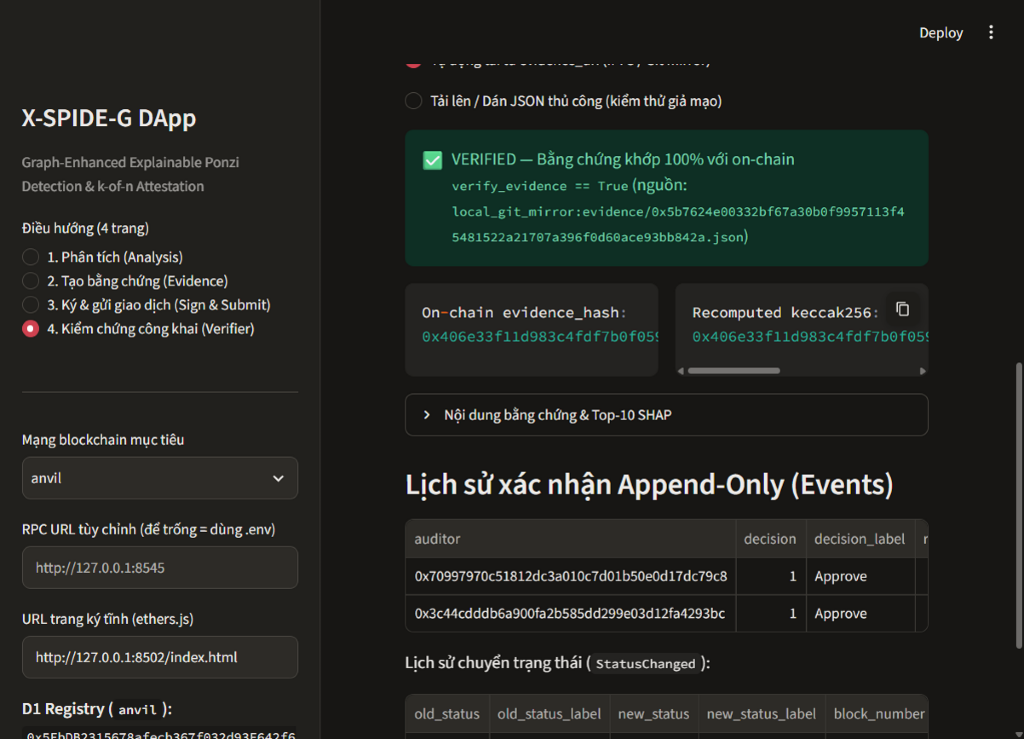 Deploy
X-SPIDE-G DApp
Graph-Enhanced Explainable Ponzi
Detection & k-of-n Attestation
Điều hướng (4 trang)
1. Phân tích (Analysis)
2. Tạo bằng chứng (Evidence)
3. Ký & gửi giao dịch (Sign & Submit)
4. Kiểm chứng công khai (Verifier)
Mạng blockchain mục tiêu
anvil
RPC URL tùy chỉnh (để trống = dùng .env)
http://127.0.0.1:8545
URL trang ký tĩnh (ethers.js)
http://127.0.0.1:8502/index.html
D1 Registry ( anvil ):
Tải lên / Dán JSON thủ công (kiểm thử giả mạo)
VERIFIED — Bằng chứng khớp 100% với on-chain
verify_evidence == True (nguồn:
local_git_mirror:evidence/0x5b7624e00332bf67a30b0f9957113f4
5481522a21707a396f0d60ace93bb842a.json)
On-chain evidence_hash:
0x406e33f11d983c4fdf7b0f059
Recomputed keccak256:
0x406e33f11d983c4fdf7b0f059
Nội dung bằng chứng & Top-10 SHAP
Lịch sử xác nhận Append-Only (Events)
auditor decision decision_label
0x70997970c51812dc3a010c7d01b50e0d17dc79c8 1 Approve
0x3c44cdddb6a900fa2b585dd299e03d12fa4293bc 1 Approve
Lịch sử chuyển trạng thái ( StatusChanged ):
old_status old_status_label new_status new_status_label block_number